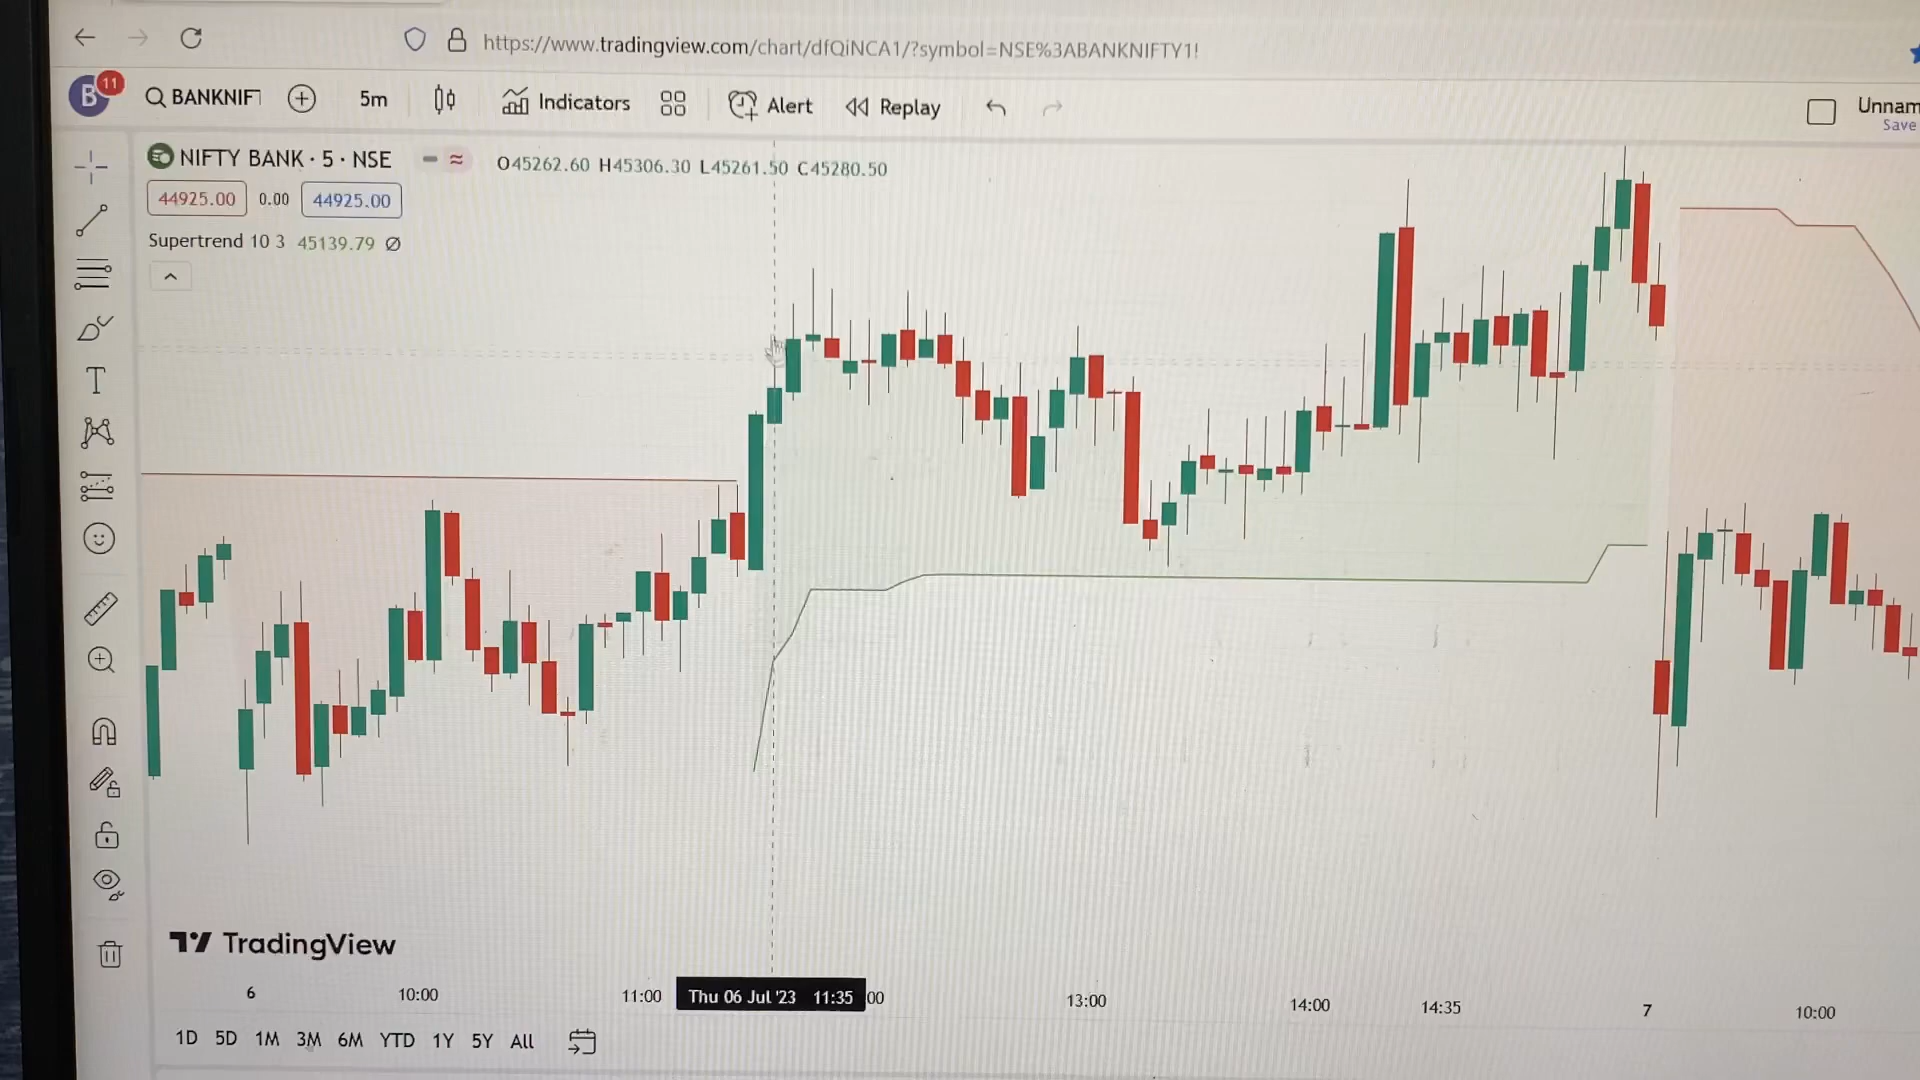 https://www.tradingview.com/chart/dfQiNCA1/?symbol=NSE%3ABANKNIFTY1!
B 11 BANKNIF 5m Indicators Alert Replay Unnam
Save
NIFTY BANK · 5 · NSE O45262.60 H45306.30 L45261.50 C45280.50
44925.00 0.00 44925.00
Supertrend 10 3 45139.79 Ø
T
TradingView
6 10:00 11:00 Thu 06 Jul '23 11:35 00 13:00 14:00 14:35 7 10:00
1D 5D 1M 3M 6M YTD 1Y 5Y All